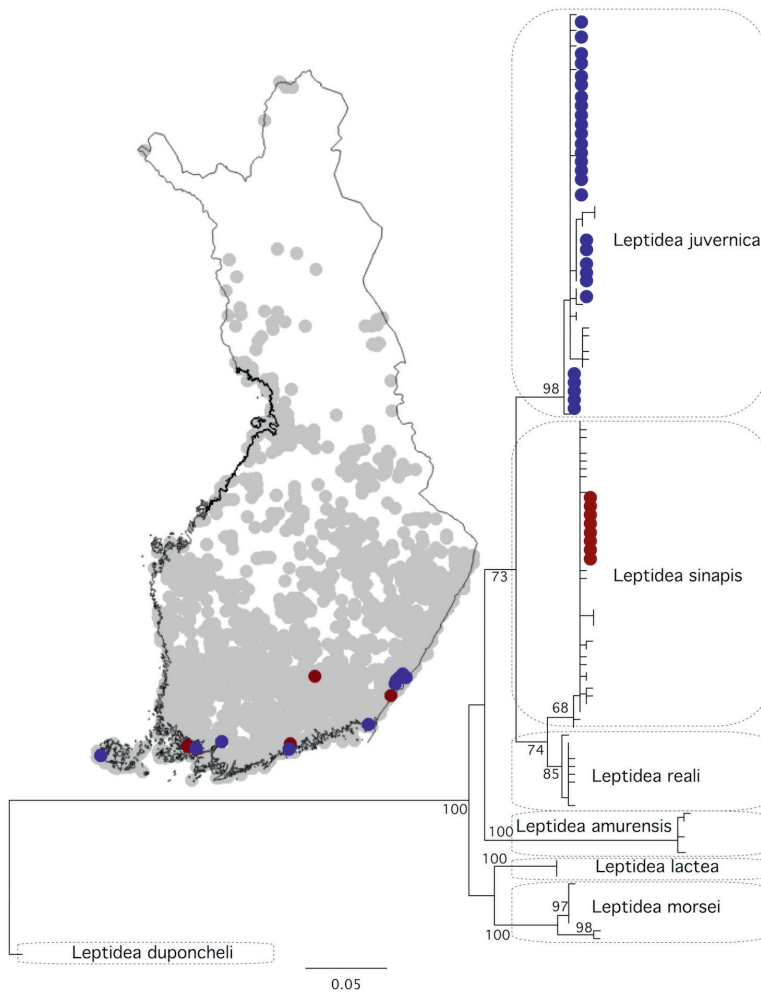 Leptidea juvernica
98
Leptidea sinapis
73
68
74
Leptidea reali
85
100
Leptidea amurensis
100
100
Leptidea lactea
97
Leptidea morsei
98
100
Leptidea duponcheli
0.05